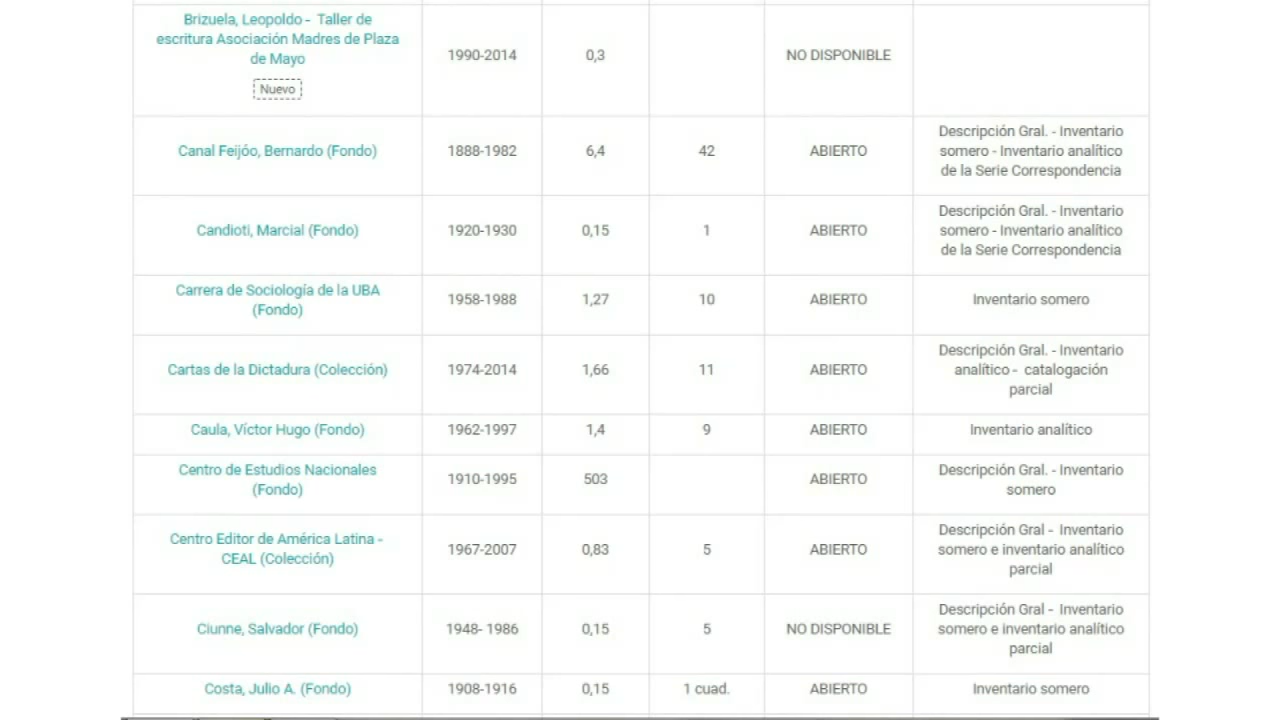 Brizuela, Leopoldo - Taller de
escritura Asociación Madres de Plaza
de Mayo
Nuevo
1990-2014
0,3
NO DISPONIBLE
Canal Feijóo, Bernardo (Fondo)
1888-1982
6,4
42
ABIERTO
Descripción Gral. - Inventario
somero - Inventario analítico
de la Serie Correspondencia
Candioti, Marcial (Fondo)
1920-1930
0,15
1
ABIERTO
Descripción Gral. - Inventario
somero - Inventario analítico
de la Serie Correspondencia
Carrera de Sociología de la UBA
(Fondo)
1958-1988
1,27
10
ABIERTO
Inventario somero
Cartas de la Dictadura (Colección)
1974-2014
1,66
11
ABIERTO
Descripción Gral. - Inventario
analítico - catalogación
parcial
Caula, Víctor Hugo (Fondo)
1962-1997
1,4
9
ABIERTO
Inventario analítico
Centro de Estudios Nacionales
(Fondo)
1910-1995
503
ABIERTO
Descripción Gral. - Inventario
somero
Centro Editor de América Latina -
CEAL (Colección)
1967-2007
0,83
5
ABIERTO
Descripción Gral - Inventario
somero e inventario analítico
parcial
Ciunne, Salvador (Fondo)
1948- 1986
0,15
5
NO DISPONIBLE
Descripción Gral - Inventario
somero e inventario analítico
parcial
Costa, Julio A. (Fondo)
1908-1916
0,15
1 cuad.
ABIERTO
Inventario somero